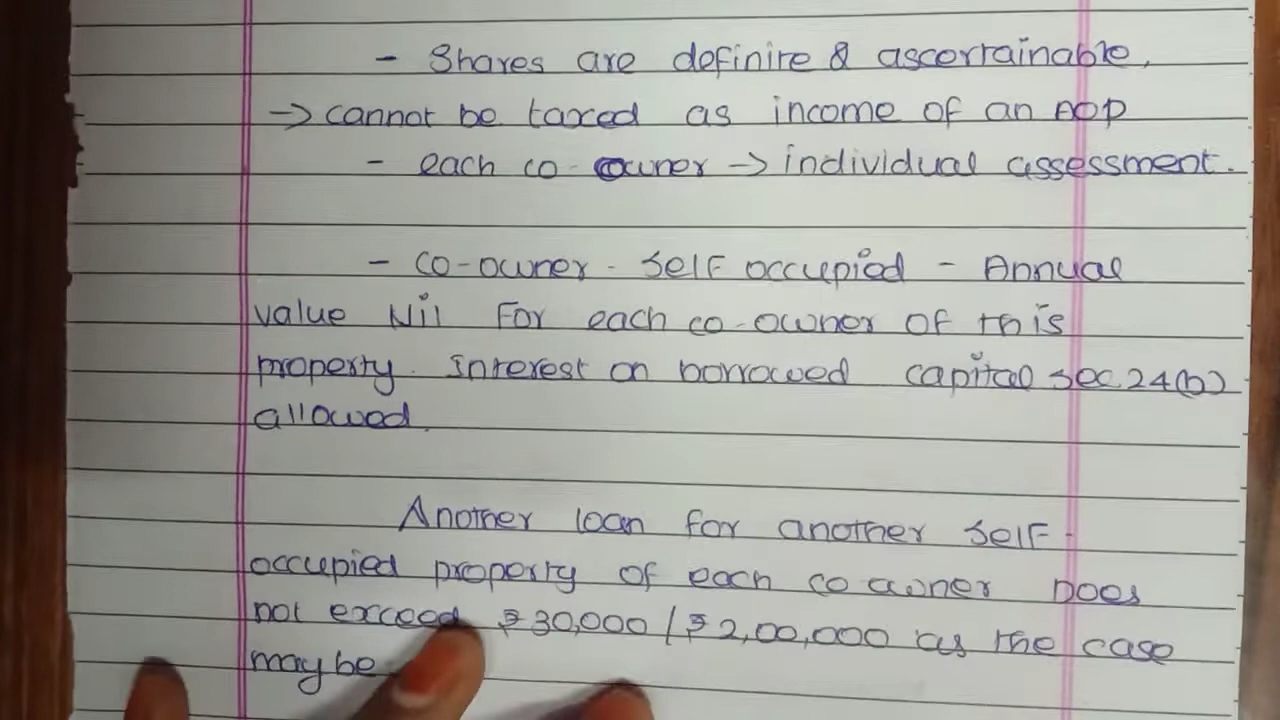 - Shares are definite & ascertainable.
-> cannot be taxed as income of an AOP
- each co-owner -> individual assessment.
- co-owner - self occupied - Annual
value Nil for each co-owner of this
property. Interest on borrowed capital Sec.24(b)
allowed.
Another loan for another self-
occupied property of each co owner Does
not exceed ₹30,000 / ₹2,00,000 as the case
may be